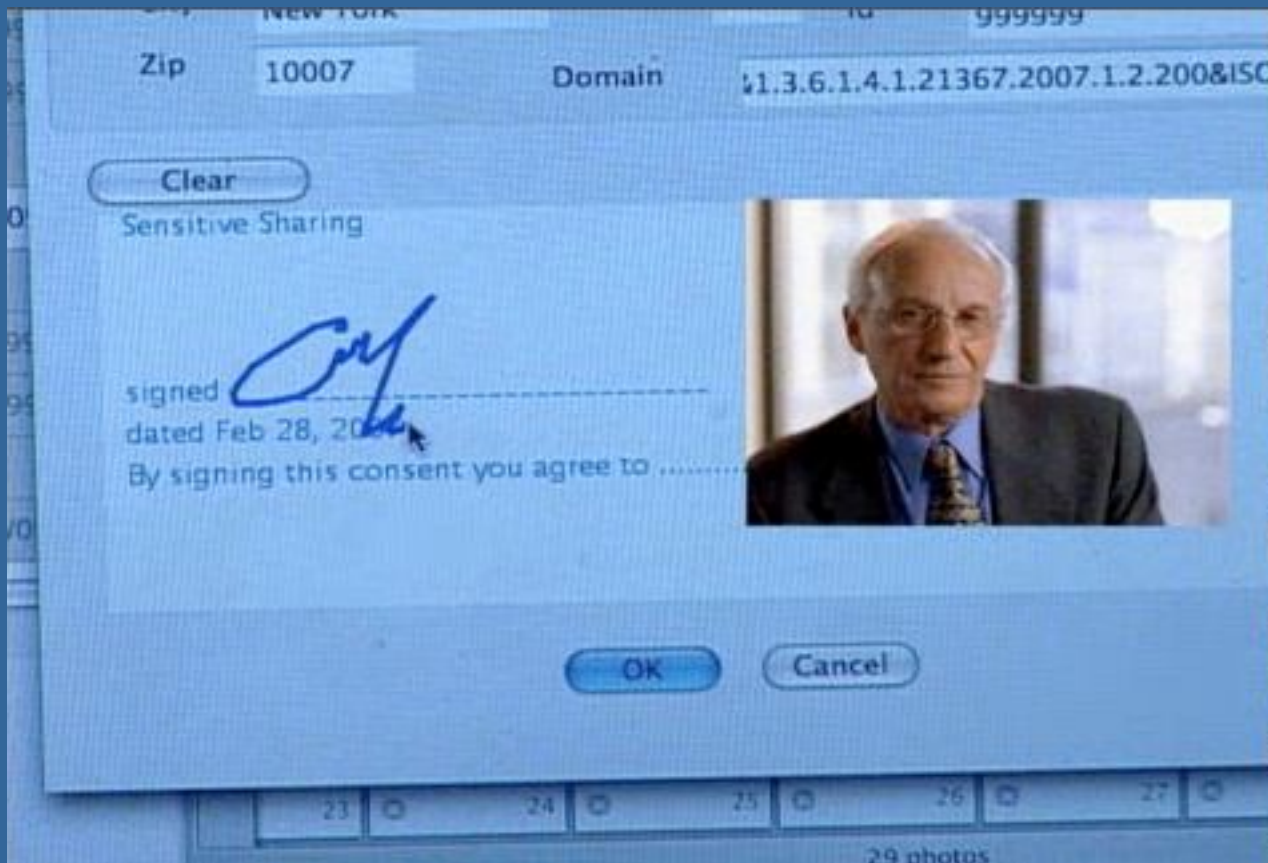 New York
Id
999999
Zip
10007
Domain
1.3.6.1.4.1.21367.2007.1.2.200&ISO
Clear
Sensitive Sharing
signed
dated Feb 28, 20
By signing this consent you agree to ..........
OK
Cancel
23
24
25
26
27
29 photos